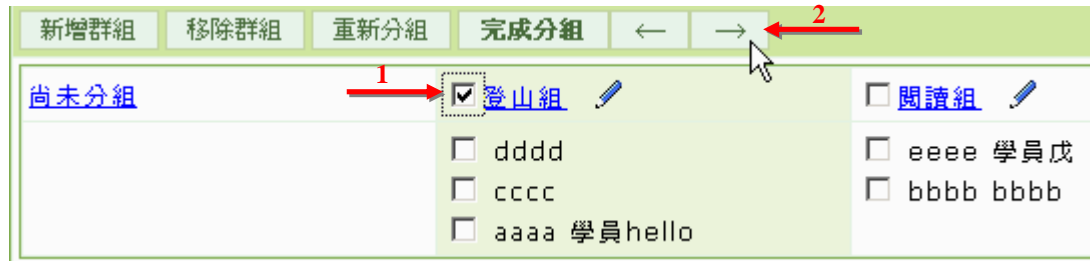 新增群組 移除群組 重新分組 完成分組 ← → 2
1
尚未分組 登山組 閱讀組
dddd eeee 學員戊
cccc bbbb bbbb
aaaa 學員hello